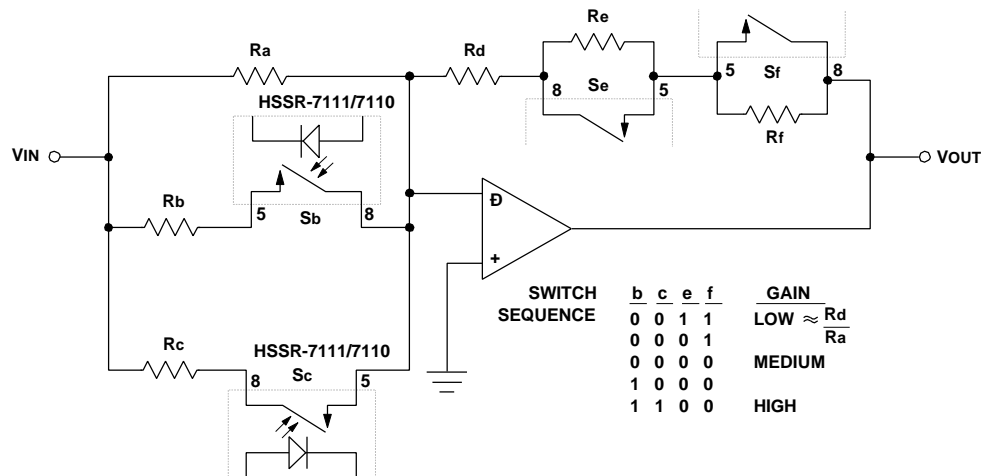 Ra
Rd
Re
Se
8
5
5
Sf
8
Rf
HSSR-7111/7110
VIN
VOUT
Rb
5
Sb
8
Đ
+
Rc
HSSR-7111/7110
8
Sc
5
SWITCH b c e f GAIN
SEQUENCE 0 0 1 1 LOW ≈ Rd
Ra
0 0 0 1
0 0 0 0 MEDIUM
1 0 0 0
1 1 0 0 HIGH